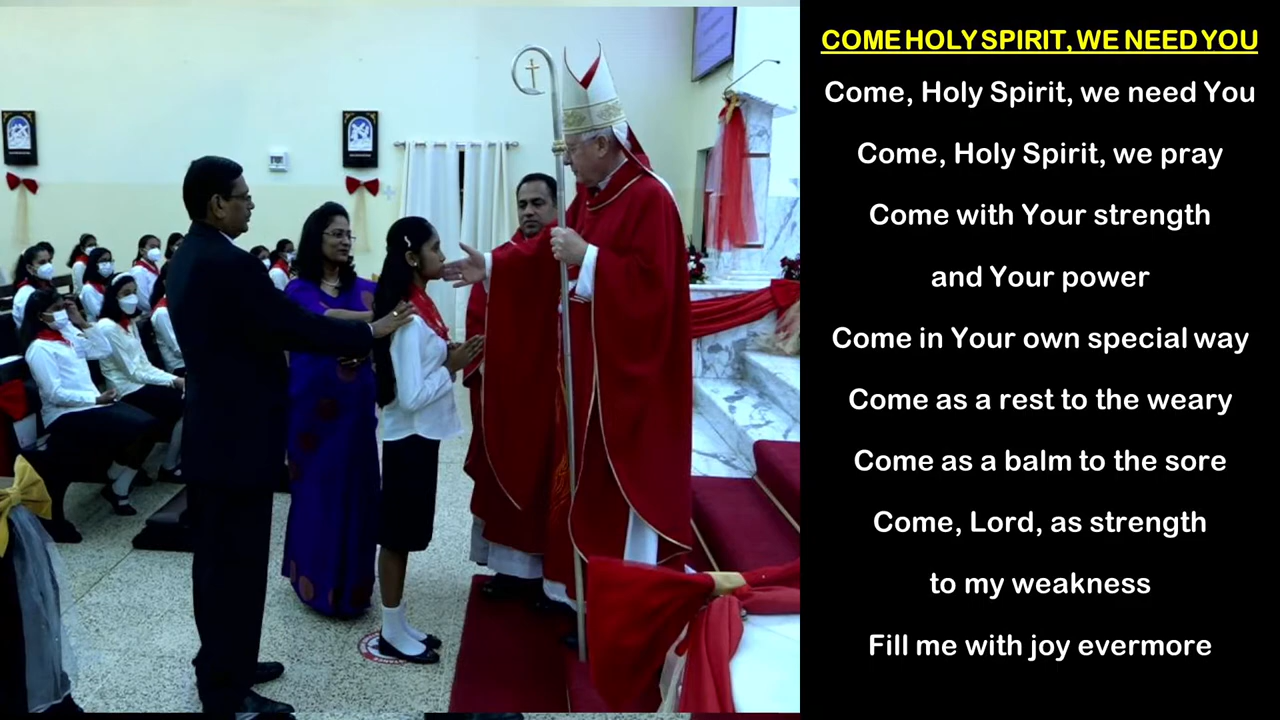 COME HOLY SPIRIT, WE NEED YOU
Come, Holy Spirit, we need You
Come, Holy Spirit, we pray
Come with Your strength
and Your power
Come in Your own special way
Come as a rest to the weary
Come as a balm to the sore
Come, Lord, as strength
to my weakness
Fill me with joy evermore